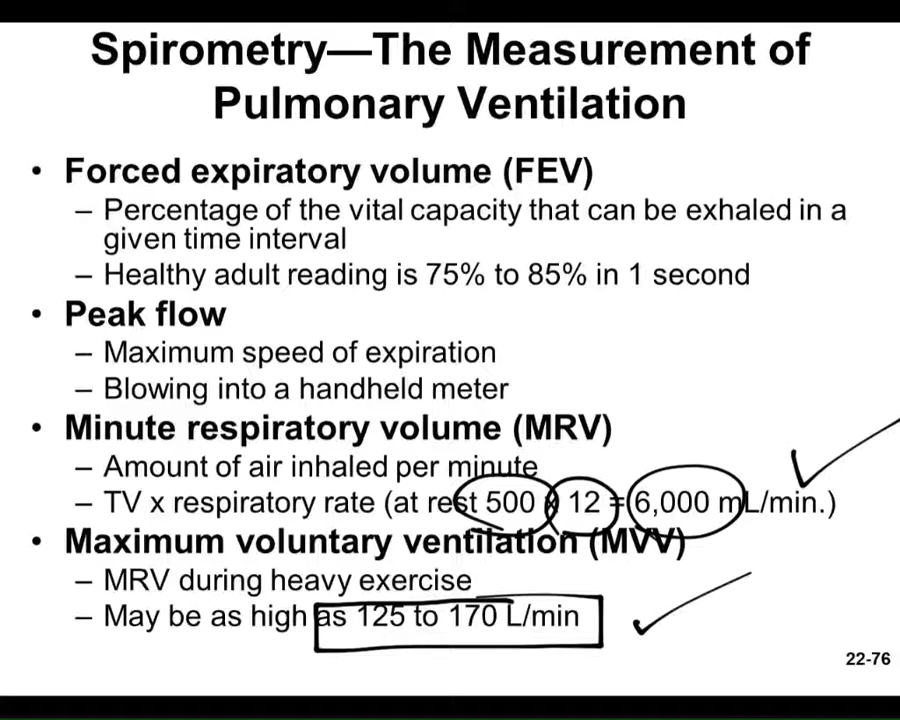 Spirometry—The Measurement of
Pulmonary Ventilation
• Forced expiratory volume (FEV)
– Percentage of the vital capacity that can be exhaled in a
given time interval
– Healthy adult reading is 75% to 85% in 1 second
• Peak flow
– Maximum speed of expiration
– Blowing into a handheld meter
• Minute respiratory volume (MRV)
– Amount of air inhaled per minute
– TV x respiratory rate (at rest 500 x 12 = 6,000 mL/min.)
• Maximum voluntary ventilation (MVV)
– MRV during heavy exercise
– May be as high as 125 to 170 L/min
22-76